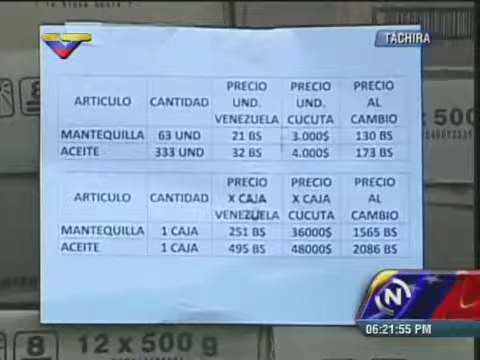 TÁCHIRA
ARTICULO CANTIDAD PRECIO UND. VENEZUELA PRECIO UND. CUCUTA PRECIO AL CAMBIO
MANTEQUILLA 63 UND 21 BS 3.000$ 130 BS
ACEITE 333 UND 32 BS 4.000$ 173 BS
ARTICULO CANTIDAD PRECIO X CAJA VENEZUELA PRECIO X CAJA CUCUTA PRECIO AL CAMBIO
MANTEQUILLA 1 CAJA 251 BS 36000$ 1565 BS
ACEITE 1 CAJA 495 BS 48000$ 2086 BS
x 500
N
06:21:55 PM
8
12 x 500 g